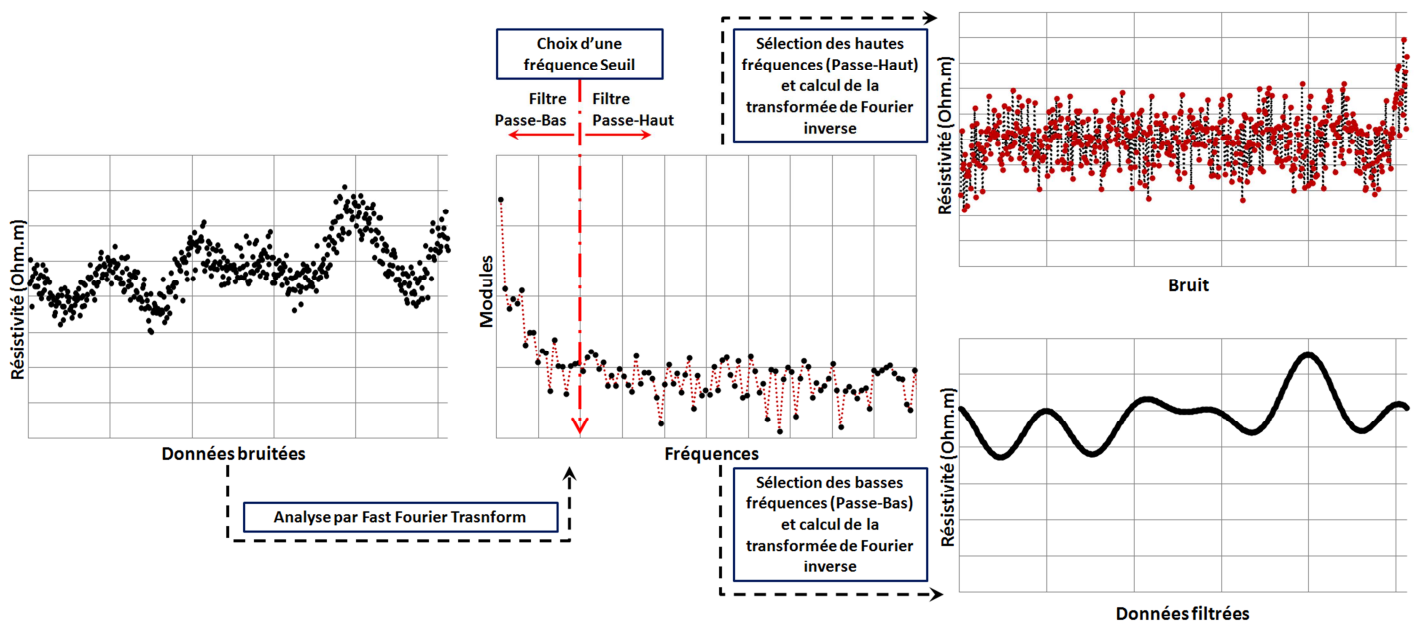 Résistivité (Ohm.m)
Données bruitées
Analyse par Fast Fourier Trasnform
Choix d'une
fréquence Seuil
Filtre
Passe-Bas
Filtre
Passe-Haut
Modules
Fréquences
Sélection des hautes
fréquences (Passe-Haut)
et calcul de la
transformée de Fourier
inverse
Sélection des basses
fréquences (Passe-Bas)
et calcul de la
transformée de Fourier
inverse
Résistivité (Ohm.m)
Bruit
Résistivité (Ohm.m)
Données filtrées